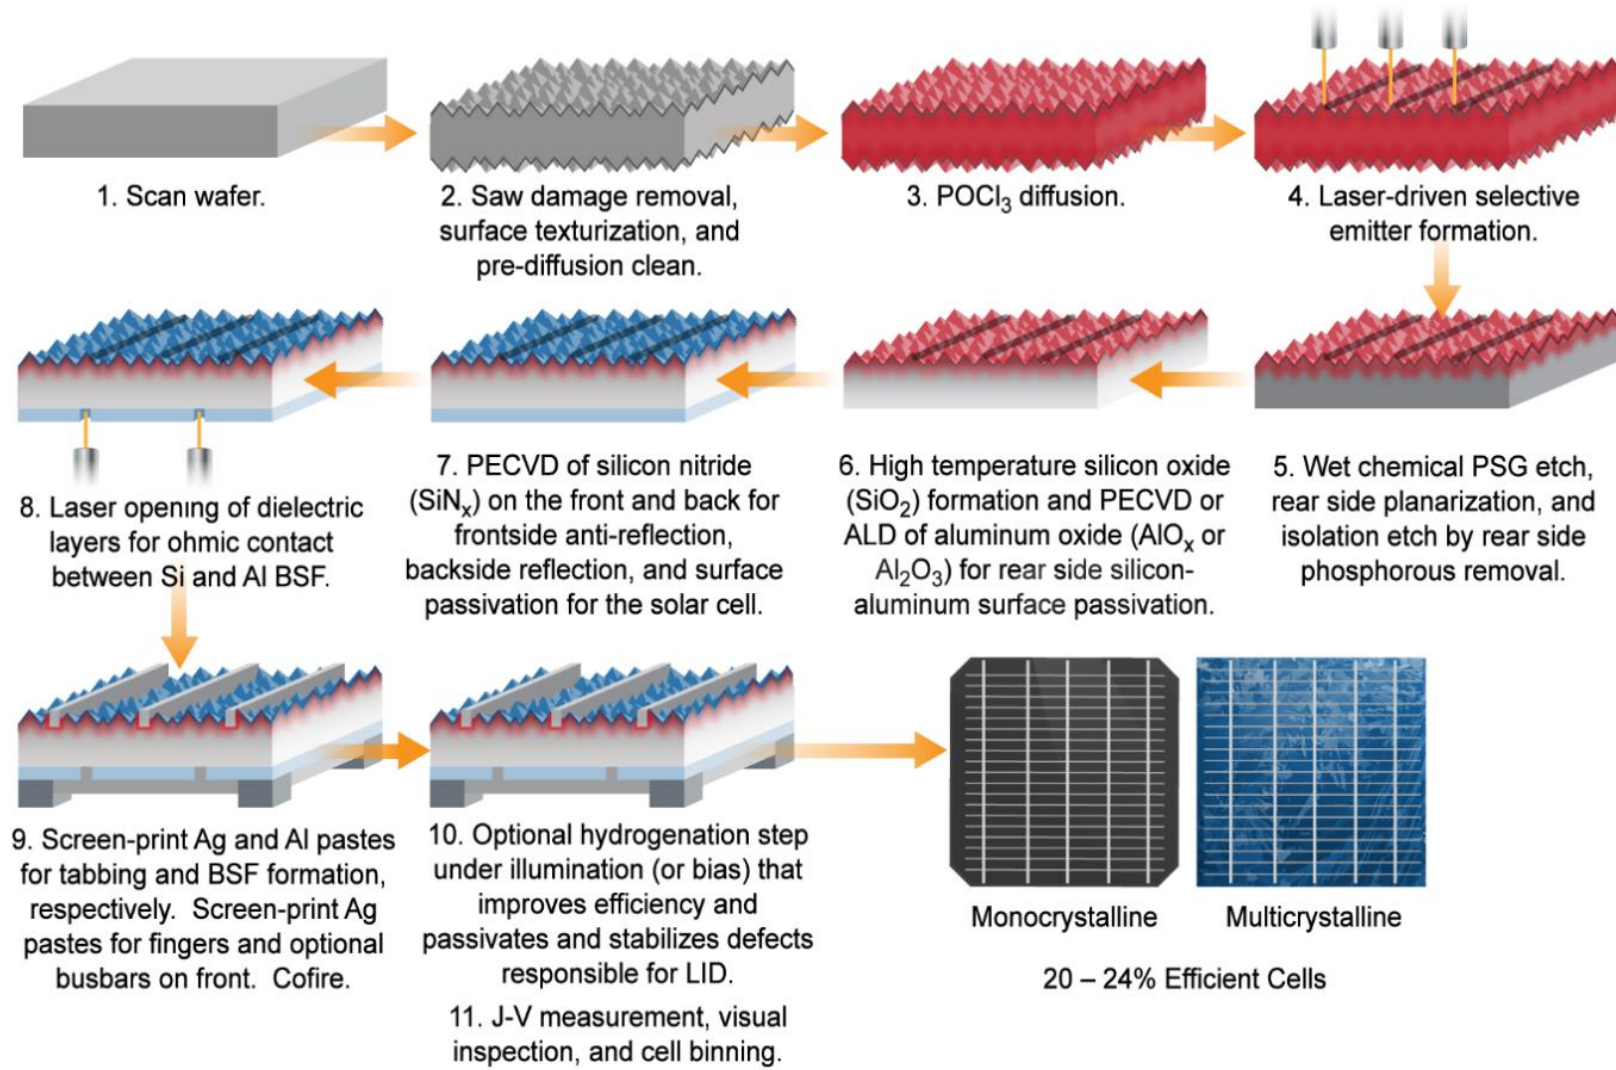 1. Scan wafer.
2. Saw damage removal,
surface texturization, and
pre-diffusion clean.
3. POCl₃ diffusion.
4. Laser-driven selective
emitter formation.
5. Wet chemical PSG etch,
rear side planarization, and
isolation etch by rear side
phosphorous removal.
6. High temperature silicon oxide
(SiO₂) formation and PECVD or
ALD of aluminum oxide (AlOₓ or
Al₂O₃) for rear side silicon-
aluminum surface passivation.
7. PECVD of silicon nitride
(SiNₓ) on the front and back for
frontside anti-reflection,
backside reflection, and surface
passivation for the solar cell.
8. Laser opening of dielectric
layers for ohmic contact
between Si and Al BSF.
9. Screen-print Ag and Al pastes
for tabbing and BSF formation,
respectively. Screen-print Ag
pastes for fingers and optional
busbars on front. Cofire.
10. Optional hydrogenation step
under illumination (or bias) that
improves efficiency and
passivates and stabilizes defects
responsible for LID.
11. J-V measurement, visual
inspection, and cell binning.
Monocrystalline
Multicrystalline
20 – 24% Efficient Cells